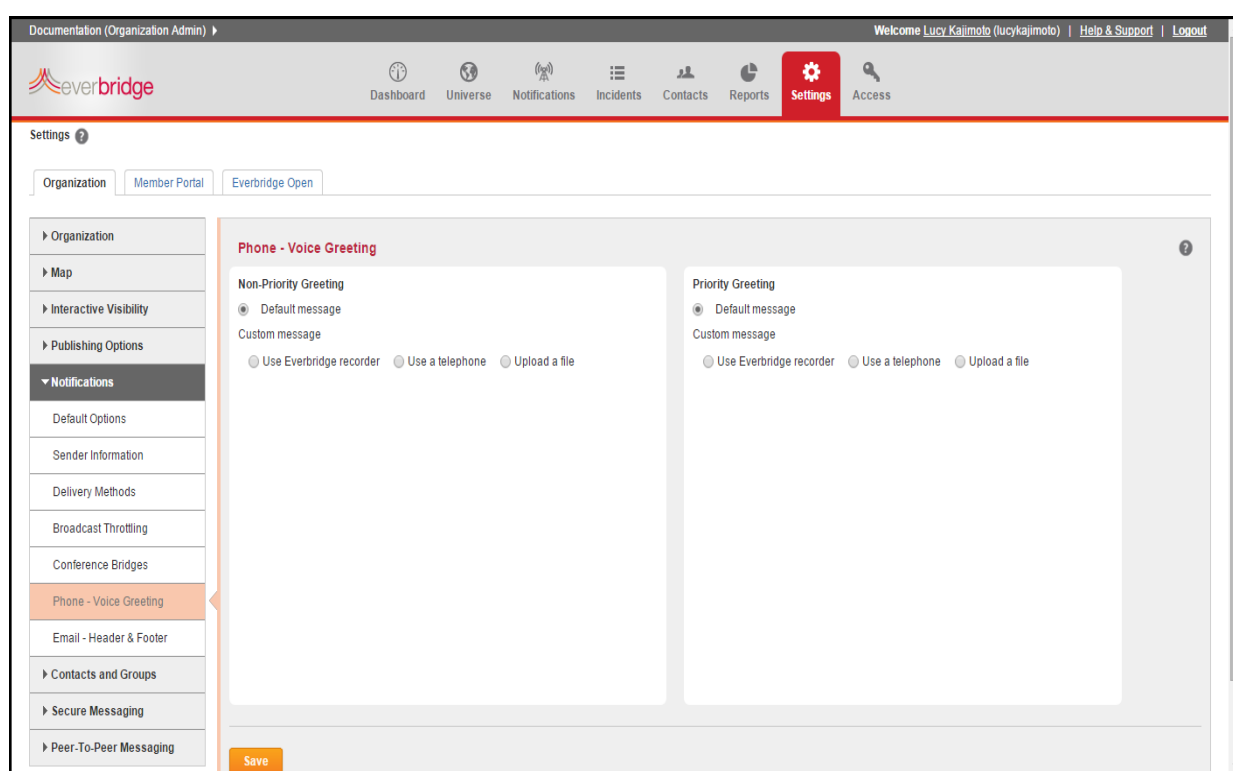 Documentation (Organization Admin) Welcome Lucy Kajimoto (lucykajimoto) | Help & Support | Logout
everbridge
Dashboard Universe Notifications Incidents Contacts Reports Settings Access
Settings ?
Organization Member Portal Everbridge Open
Organization
Map
Interactive Visibility
Publishing Options
Notifications
Default Options
Sender Information
Delivery Methods
Broadcast Throttling
Conference Bridges
Phone - Voice Greeting
Email - Header & Footer
Contacts and Groups
Secure Messaging
Peer-To-Peer Messaging
Phone - Voice Greeting ?
Non-Priority Greeting
Default message
Custom message
Use Everbridge recorder Use a telephone Upload a file
Priority Greeting
Default message
Custom message
Use Everbridge recorder Use a telephone Upload a file
Save